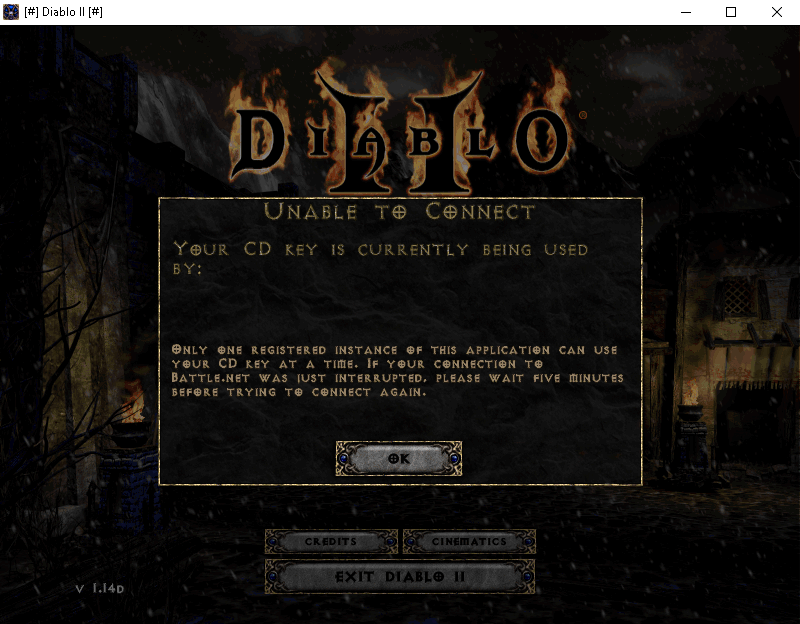 [#] Diablo II [#]
DIABLO II®
UNABLE TO CONNECT
YOUR CD KEY IS CURRENTLY BEING USED
BY:
ONLY ONE REGISTERED INSTANCE OF THIS APPLICATION CAN USE
YOUR CD KEY AT A TIME. IF YOUR CONNECTION TO
BATTLE.NET WAS JUST INTERRUPTED, PLEASE WAIT FIVE MINUTES
BEFORE TRYING TO CONNECT AGAIN.
OK
CREDITS CINEMATICS
EXIT DIABLO II
V 1.14D